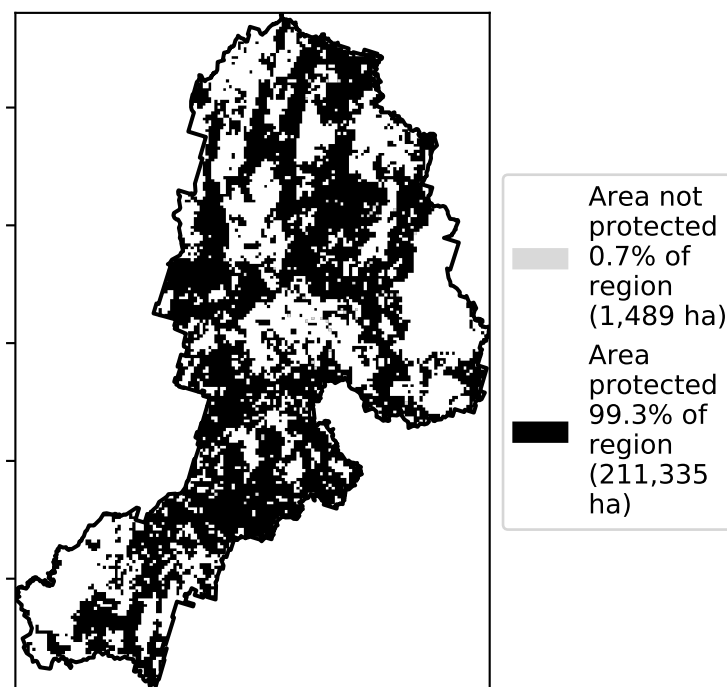 Area not
protected
0.7% of
region
(1,489 ha)
Area
protected
99.3% of
region
(211,335
ha)